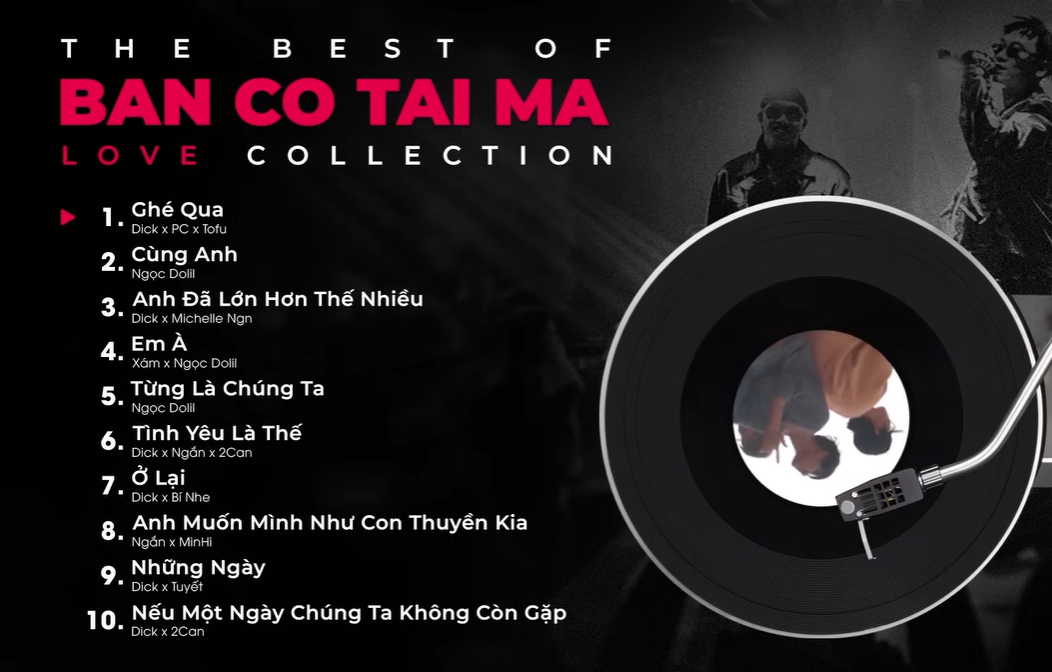 THE BEST OF
BAN CO TAI MA
LOVE COLLECTION
1. Ghé Qua
Dick x PC x Tofu
2. Cùng Anh
Ngọc Dolil
3. Anh Đã Lớn Hơn Thế Nhiều
Dick x Michelle Ngn
4. Em À
Xám x Ngọc Dolil
5. Từng Là Chúng Ta
Ngọc Dolil
6. Tình Yêu Là Thế
Dick x Ngắn x 2Can
7. Ở Lại
Dick x Bí Nhe
8. Anh Muốn Mình Như Con Thuyền Kia
Ngắn x MinHi
9. Những Ngày
Dick x Tuyết
10. Nếu Một Ngày Chúng Ta Không Còn Gặp
Dick x 2Can